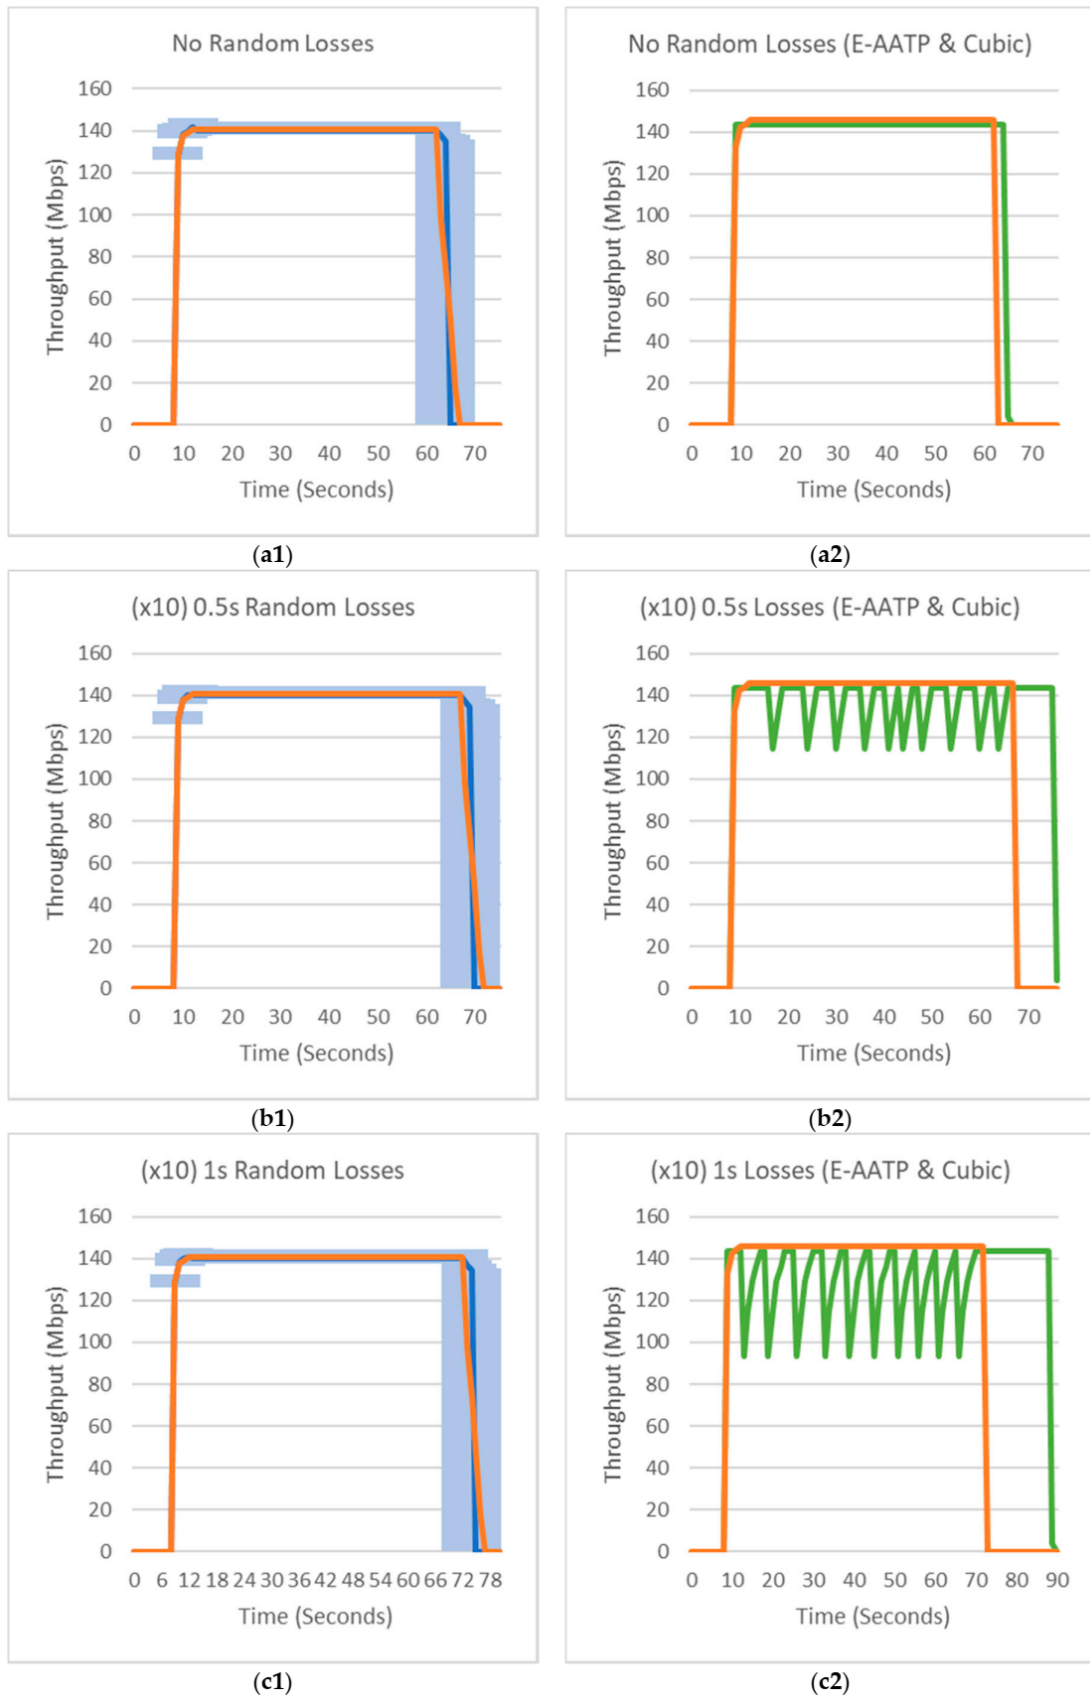 No Random Losses
160
140
120
100
80
60
40
20
0
Throughput (Mbps)
0 10 20 30 40 50 60 70
Time (Seconds)
(a1)
No Random Losses (E-AATP & Cubic)
160
140
120
100
80
60
40
20
0
Throughput (Mbps)
0 10 20 30 40 50 60 70
Time (Seconds)
(a2)
(x10) 0.5s Random Losses
160
140
120
100
80
60
40
20
0
Throughput (Mbps)
0 10 20 30 40 50 60 70
Time (Seconds)
(b1)
(x10) 0.5s Losses (E-AATP & Cubic)
160
140
120
100
80
60
40
20
0
Throughput (Mbps)
0 10 20 30 40 50 60 70
Time (Seconds)
(b2)
(x10) 1s Random Losses
160
140
120
100
80
60
40
20
0
Throughput (Mbps)
0 6 12 18 24 30 36 42 48 54 60 66 72 78
Time (Seconds)
(c1)
(x10) 1s Losses (E-AATP & Cubic)
160
140
120
100
80
60
40
20
0
Throughput (Mbps)
0 10 20 30 40 50 60 70 80 90
Time (Seconds)
(c2)